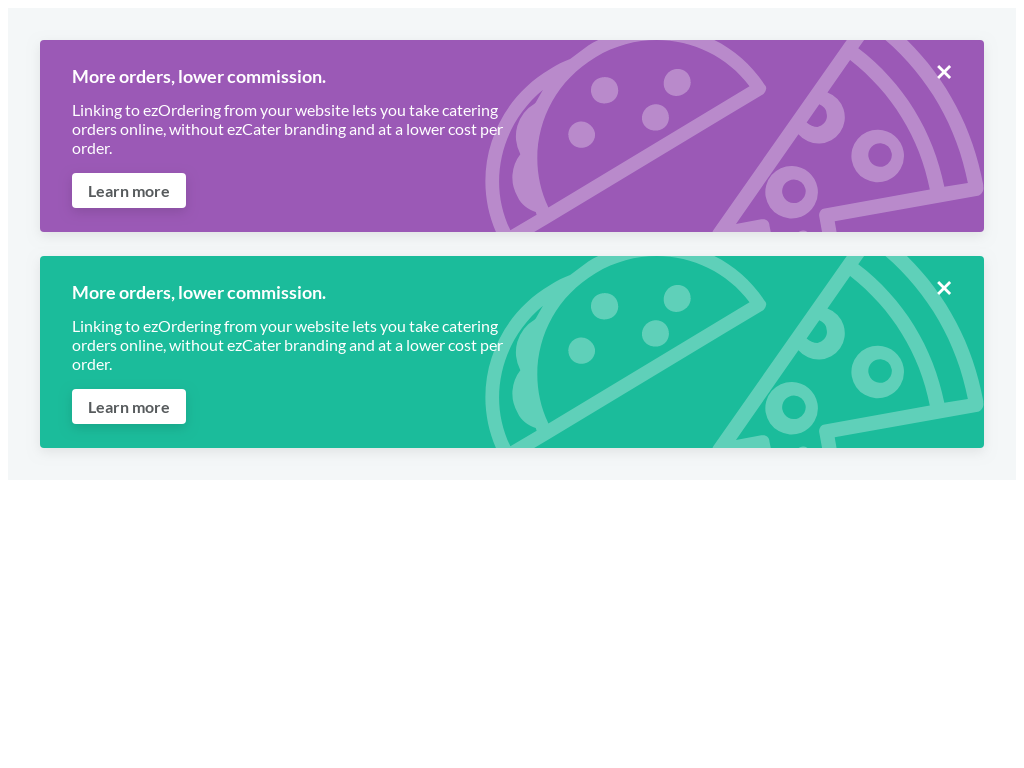 More orders, lower commission.
Linking to ezOrdering from your website lets you take catering
orders online, without ezCater branding and at a lower cost per
order.
Learn more
More orders, lower commission.
Linking to ezOrdering from your website lets you take catering
orders online, without ezCater branding and at a lower cost per
order.
Learn more